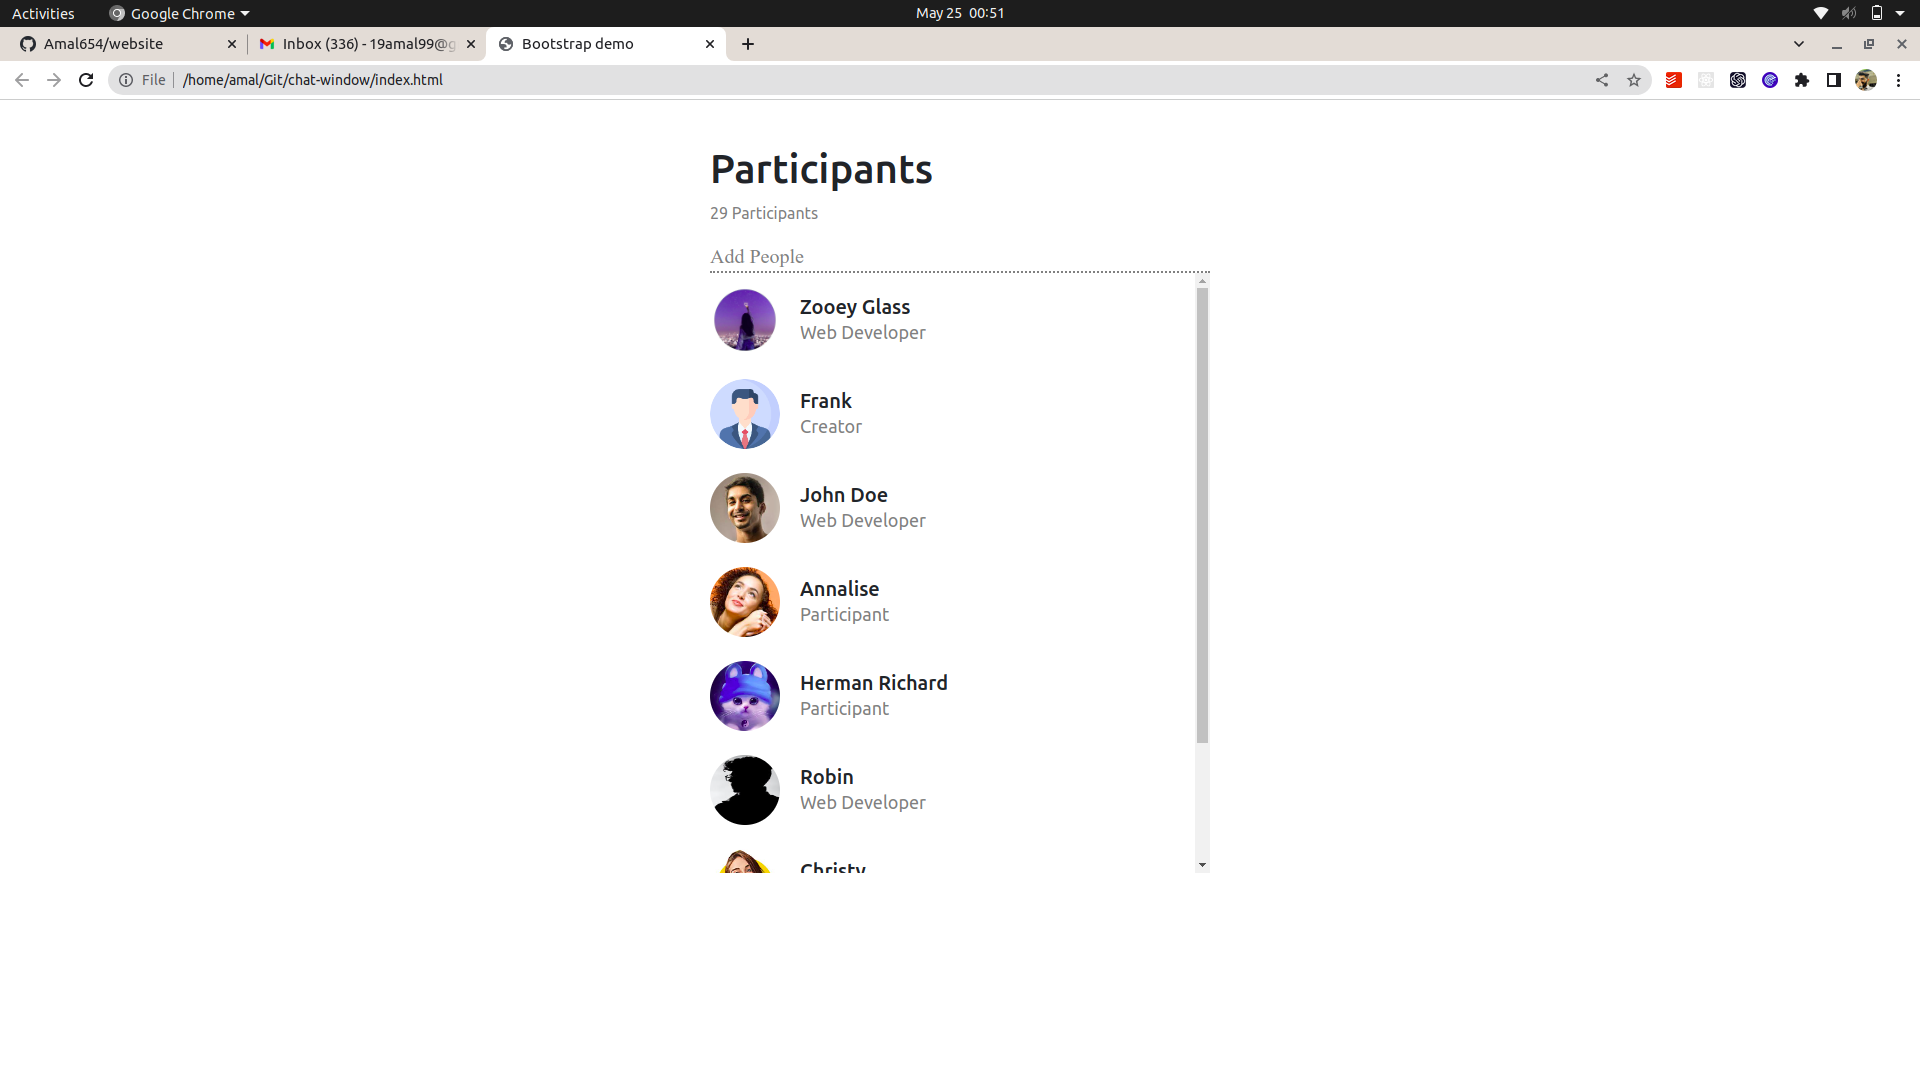 Activities
Google Chrome
May 25 00:51
Amal654/website
Inbox (336) - 19amal99@g
Bootstrap demo
File
/home/amal/Git/chat-window/index.html
Participants
29 Participants
Add People
Zooey Glass
Web Developer
Frank
Creator
John Doe
Web Developer
Annalise
Participant
Herman Richard
Participant
Robin
Web Developer
Christy